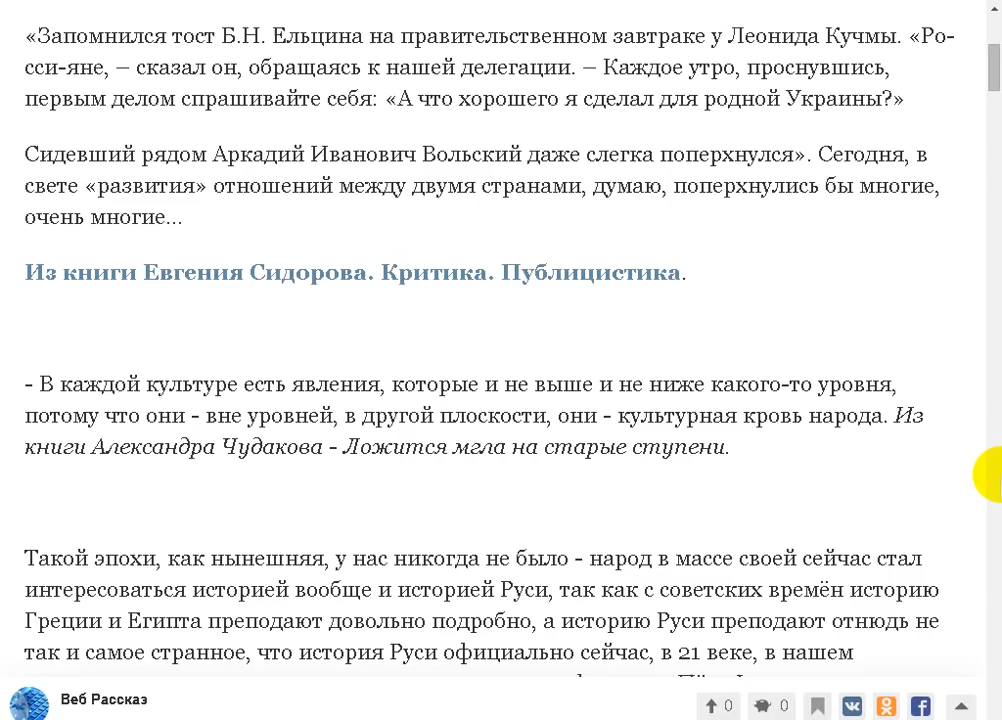 «Запомнился тост Б.Н. Ельцина на правительственном завтраке у Леонида Кучмы. «Ро-
сси-яне, – сказал он, обращаясь к нашей делегации. – Каждое утро, проснувшись,
первым делом спрашивайте себя: «А что хорошего я сделал для родной Украины?»
Сидевший рядом Аркадий Иванович Вольский даже слегка поперхнулся». Сегодня, в
свете «развития» отношений между двумя странами, думаю, поперхнулись бы многие,
очень многие...
Из книги Евгения Сидорова. Критика. Публицистика.
- В каждой культуре есть явления, которые и не выше и не ниже какого-то уровня,
потому что они - вне уровней, в другой плоскости, они - культурная кровь народа. Из
книги Александра Чудакова - Ложится мгла на старые ступени.
Такой эпохи, как нынешняя, у нас никогда не было - народ в массе своей сейчас стал
интересоваться историей вообще и историей Руси, так как с советских времён историю
Греции и Египта преподают довольно подробно, а историю Руси преподают отнюдь не
так и самое странное, что история Руси официально сейчас, в 21 веке, в нашем
Веб Рассказ
0 0